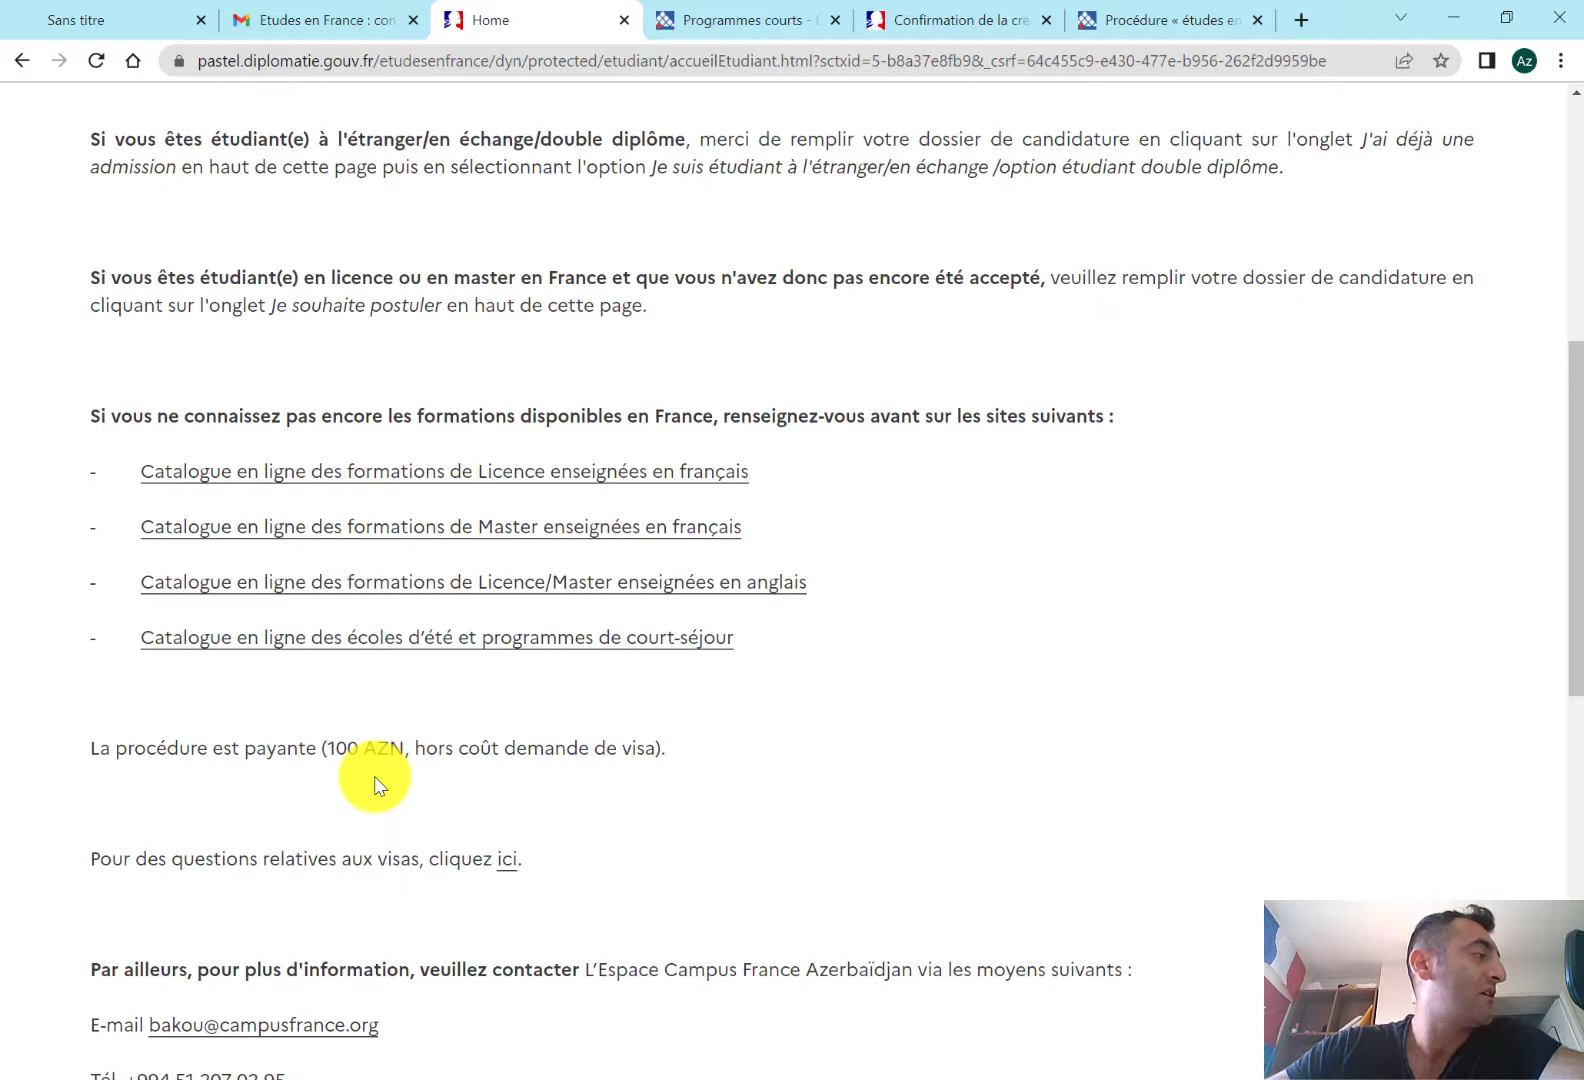 Sans titre
Etudes en France : con
Home
Programmes courts -
Confirmation de la cré
Procédure « études en
pastel.diplomatie.gouv.fr/etudesenfrance/dyn/protected/etudiant/accueilEtudiant.html?sctxid=5-b8a37e8fb9&_csrf=64c455c9-e430-477e-b956-262f2d9959be
Az
Si vous êtes étudiant(e) à l'étranger/en échange/double diplôme, merci de remplir votre dossier de candidature en cliquant sur l'onglet J'ai déjà une
admission en haut de cette page puis en sélectionnant l'option Je suis étudiant à l'étranger/en échange /option étudiant double diplôme.
Si vous êtes étudiant(e) en licence ou en master en France et que vous n'avez donc pas encore été accepté, veuillez remplir votre dossier de candidature en
cliquant sur l'onglet Je souhaite postuler en haut de cette page.
Si vous ne connaissez pas encore les formations disponibles en France, renseignez-vous avant sur les sites suivants :
- Catalogue en ligne des formations de Licence enseignées en français
- Catalogue en ligne des formations de Master enseignées en français
- Catalogue en ligne des formations de Licence/Master enseignées en anglais
- Catalogue en ligne des écoles d’été et programmes de court-séjour
La procédure est payante (100 AZN, hors coût demande de visa).
Pour des questions relatives aux visas, cliquez ici.
Par ailleurs, pour plus d'information, veuillez contacter L’Espace Campus France Azerbaïdjan via les moyens suivants :
E-mail bakou@campusfrance.org
Tél. +994 51 207 02 95